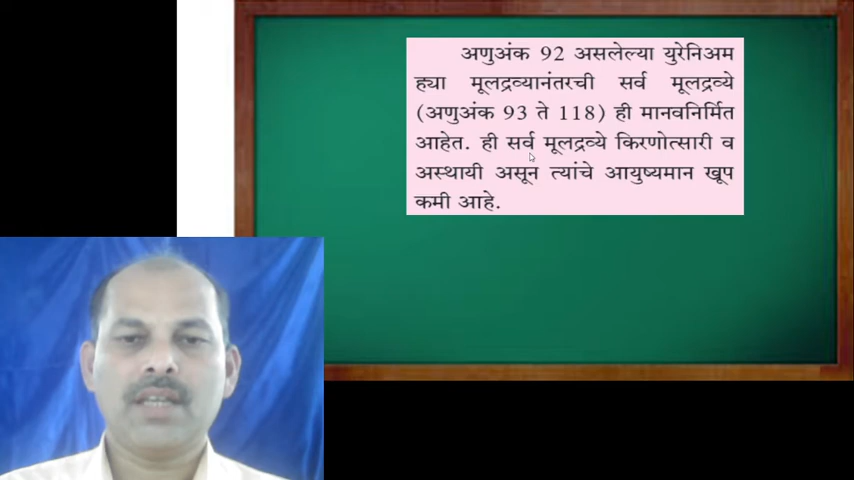 अणुअंक 92 असलेल्या युरेनिअम
ह्या मूलद्रव्यानंतरची सर्व मूलद्रव्ये
(अणुअंक 93 ते 118) ही मानवनिर्मित
आहेत. ही सर्व मूलद्रव्ये किरणोत्सारी व
अस्थायी असून त्यांचे आयुष्यमान खूप
कमी आहे.